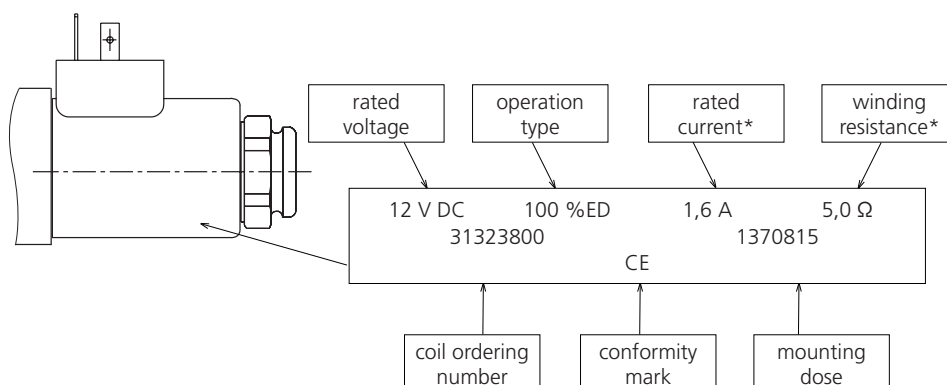 rated voltage
operation type
rated current*
winding resistance*
12 V DC 100 %ED 1,6 A 5,0 Ω
31323800 1370815
CE
coil ordering number
conformity mark
mounting dose